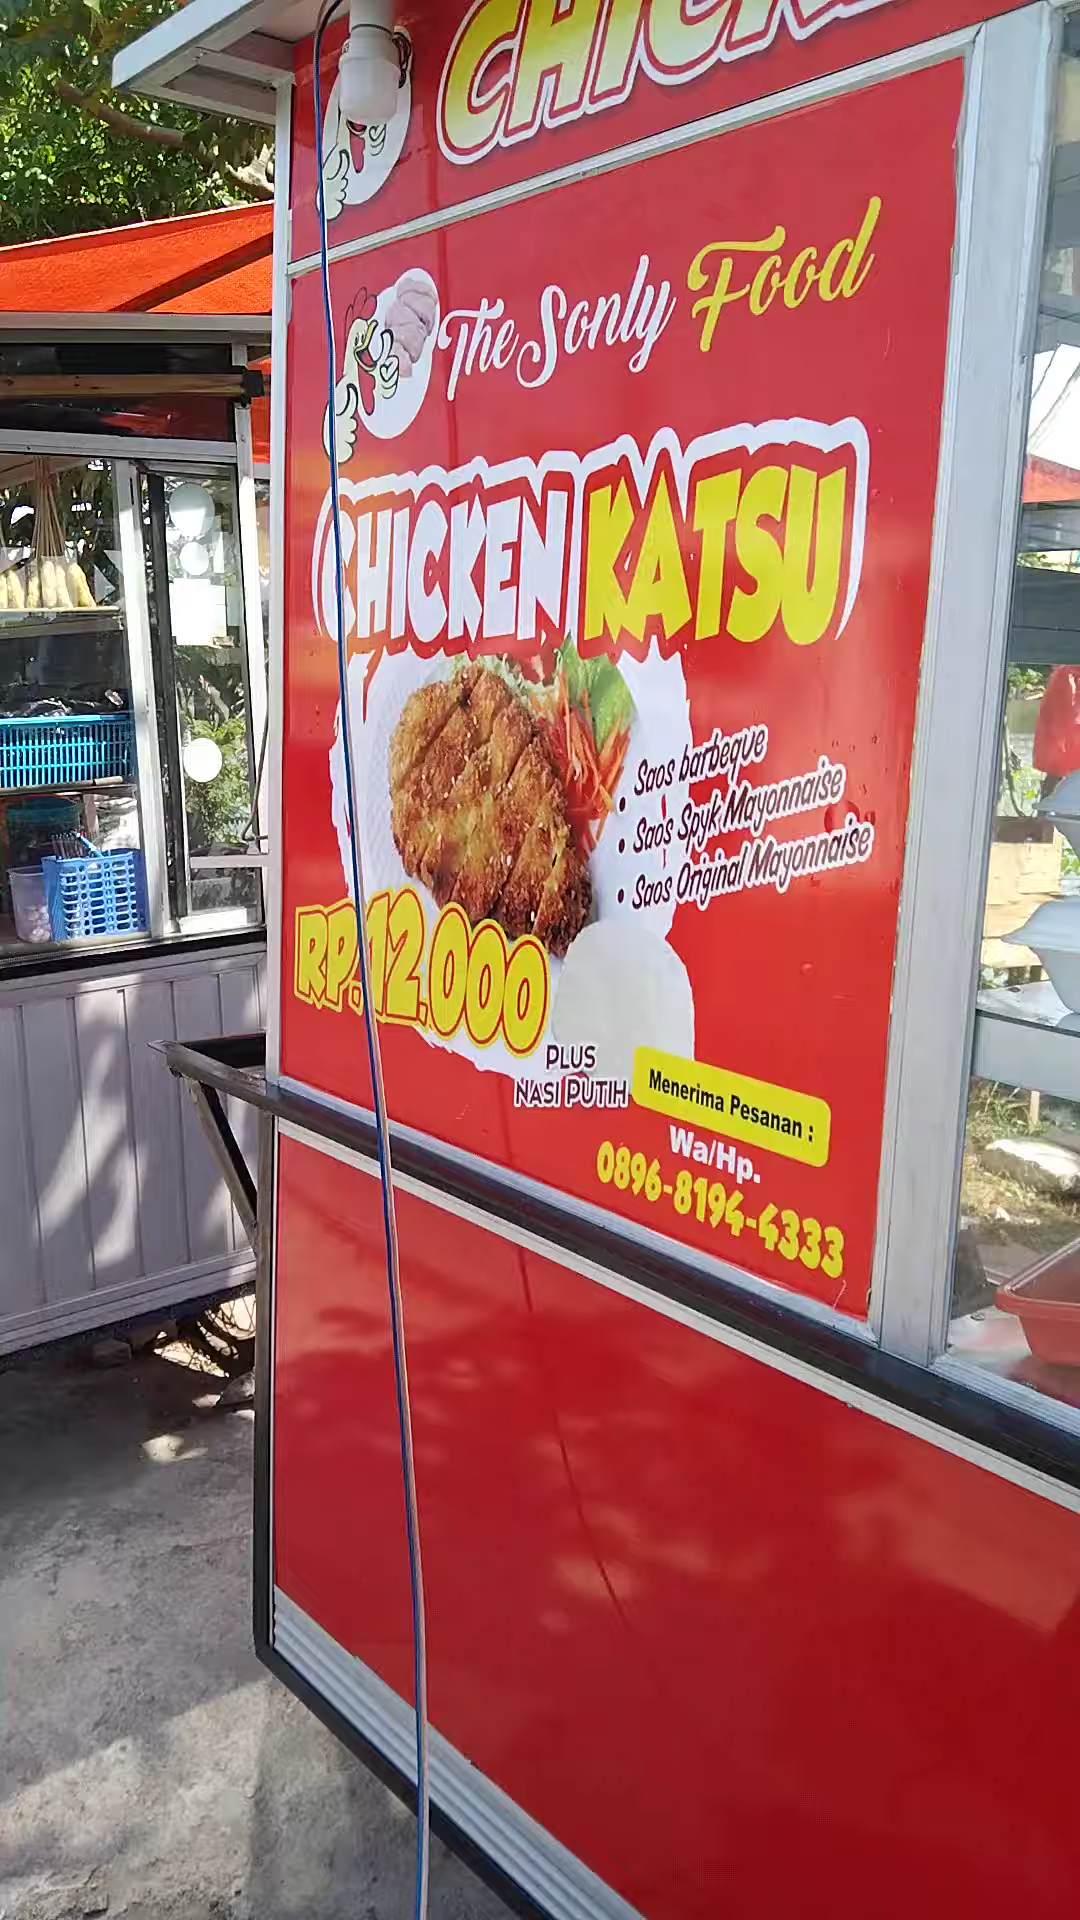 The Sonly Food
CHICKEN KATSU
Saos barbeque
• Saos Spyk Mayonnaise
• Saos Original Mayonnaise
RP.12.000
PLUS
NASI PUTIH
Menerima Pesanan :
Wa/Hp.
0896-8194-4333